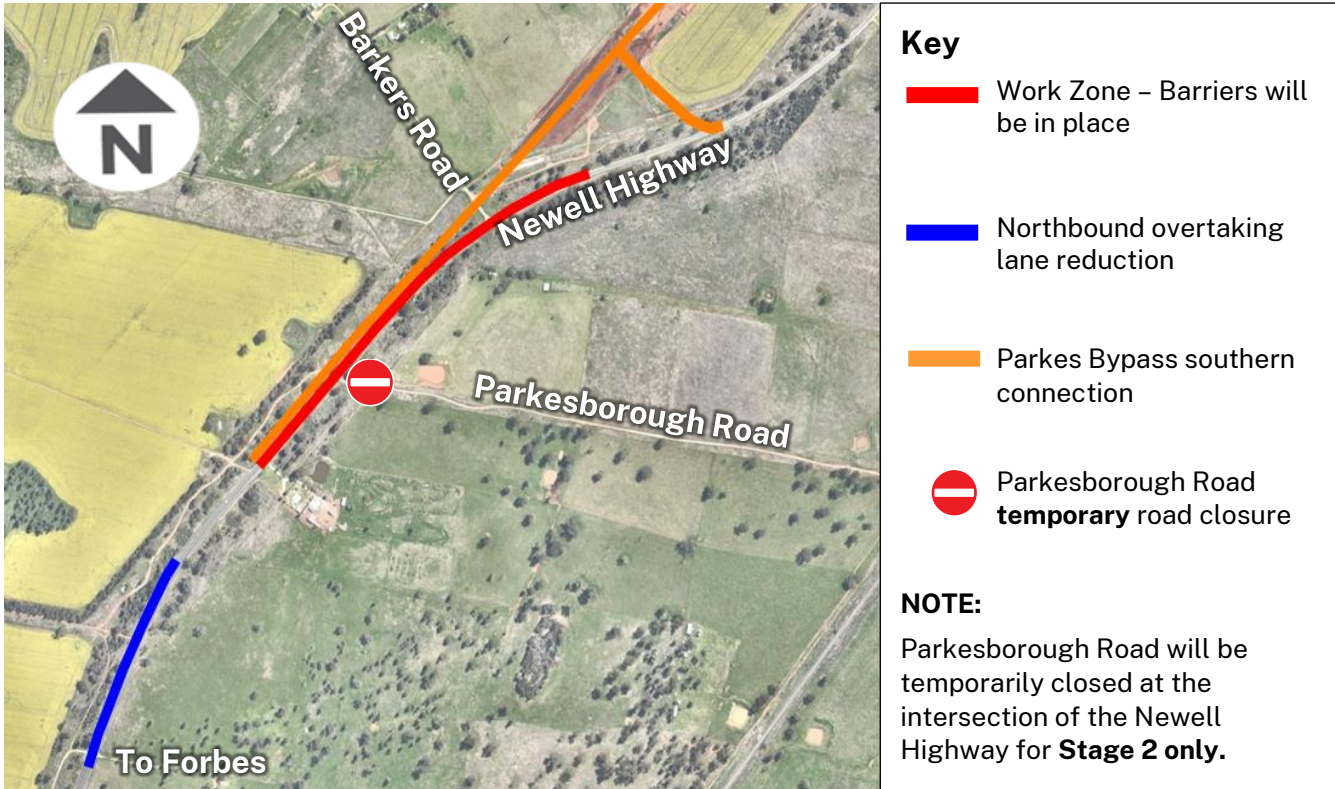 Barkers Road
N
Newell Highway
Parkesborough Road
To Forbes
Key
Work Zone – Barriers will
be in place
Northbound overtaking
lane reduction
Parkes Bypass southern
connection
Parkesborough Road
temporary road closure
NOTE:
Parkesborough Road will be
temporarily closed at the
intersection of the Newell
Highway for Stage 2 only.